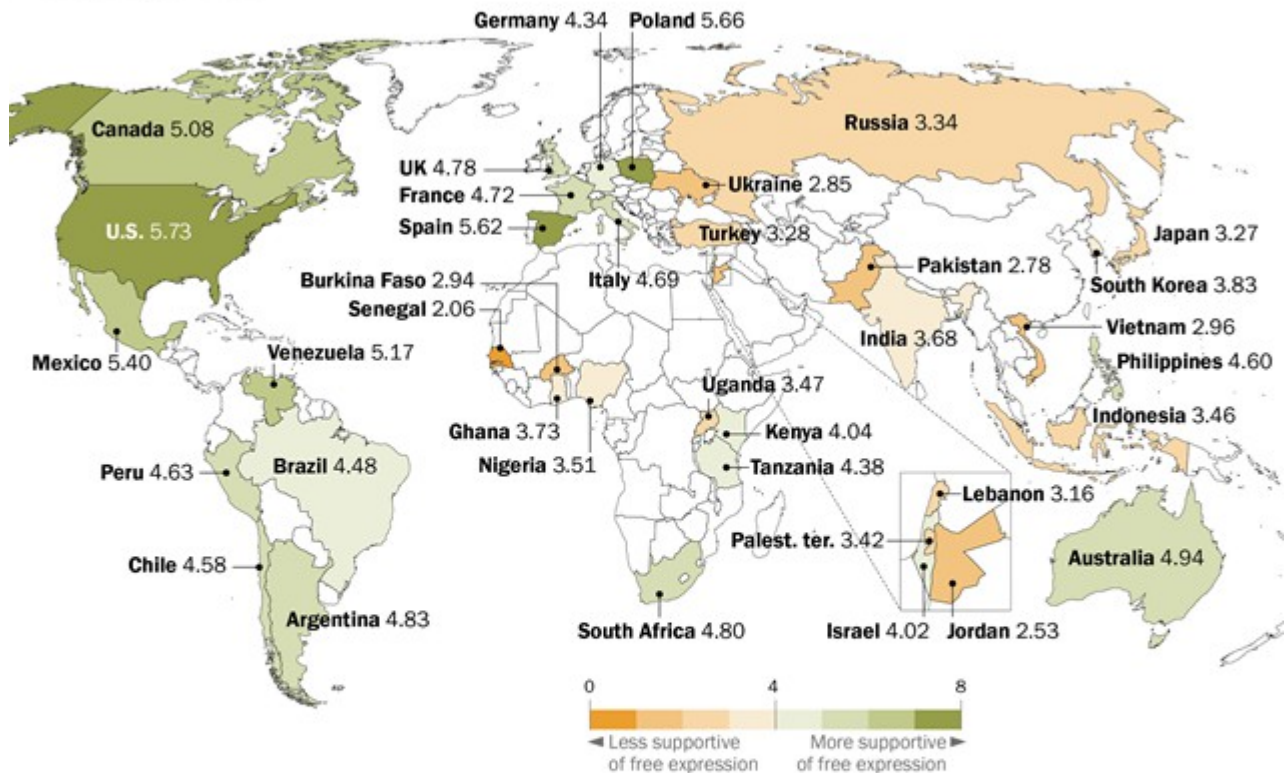 Germany 4.34
Poland 5.66
Canada 5.08
Russia 3.34
UK 4.78
Ukraine 2.85
France 4.72
U.S. 5.73
Spain 5.62
Turkey 3.28
Japan 3.27
Burkina Faso 2.94
Italy 4.69
Pakistan 2.78
South Korea 3.83
Senegal 2.06
India 3.68
Vietnam 2.96
Mexico 5.40
Venezuela 5.17
Philippines 4.60
Uganda 3.47
Indonesia 3.46
Ghana 3.73
Kenya 4.04
Nigeria 3.51
Tanzania 4.38
Peru 4.63
Brazil 4.48
Lebanon 3.16
Palest. ter. 3.42
Australia 4.94
Chile 4.58
Argentina 4.83
South Africa 4.80
Israel 4.02
Jordan 2.53
0
4
8
◄ Less supportive
of free expression
More supportive ►
of free expression